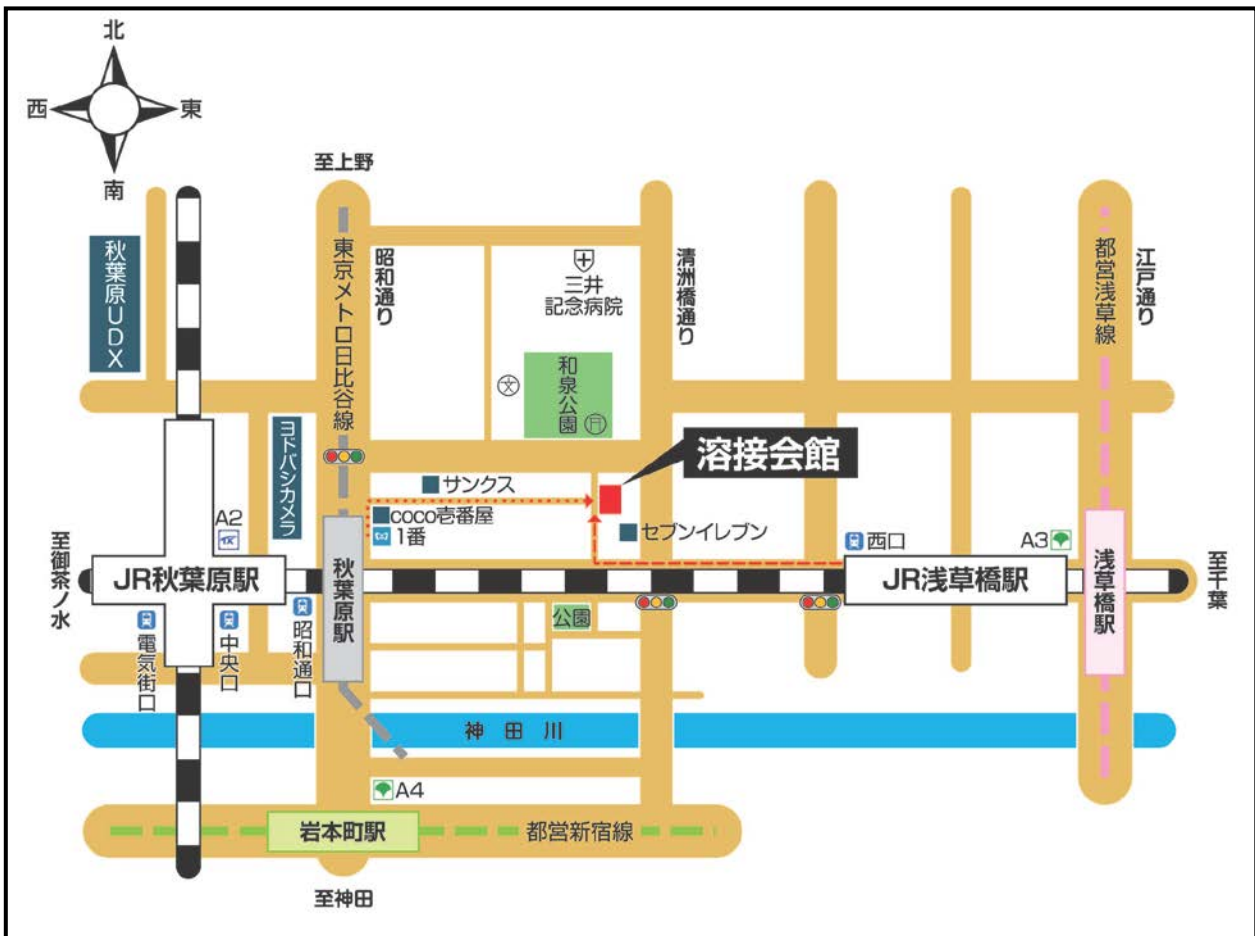 北
西
東
南
至上野
秋葉原UDX
東京メトロ日比谷線
昭和通り
三井
記念病院
清洲橋通り
都営浅草線
江戸通り
和泉公園
文
ヨドバシカメラ
溶接会館
サンクス
coco壱番屋
1番
セブンイレブン
A2
TX
西口
A3
至御茶ノ水
JR秋葉原駅
秋葉原駅
JR浅草橋駅
浅草橋駅
至千葉
公園
電気街口
中央口
昭和通口
神田川
A4
岩本町駅
都営新宿線
至神田